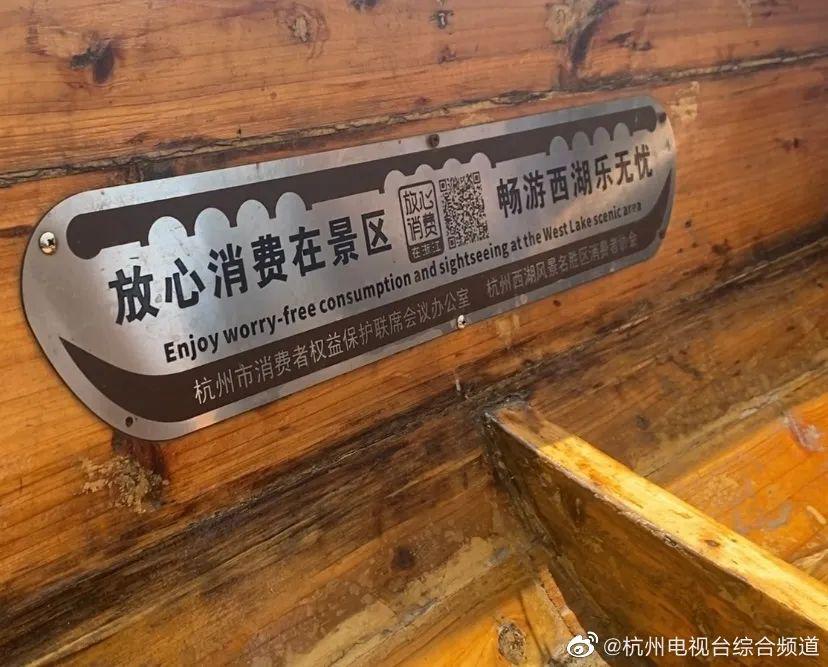 放心消费在景区
放心
消费
在浙江
畅游西湖乐无忧
Enjoy worry-free consumption and sightseeing at the West Lake scenic area
杭州市消费者权益保护联席会议办公室 杭州西湖风景名胜区消费者协会
@杭州电视台综合频道